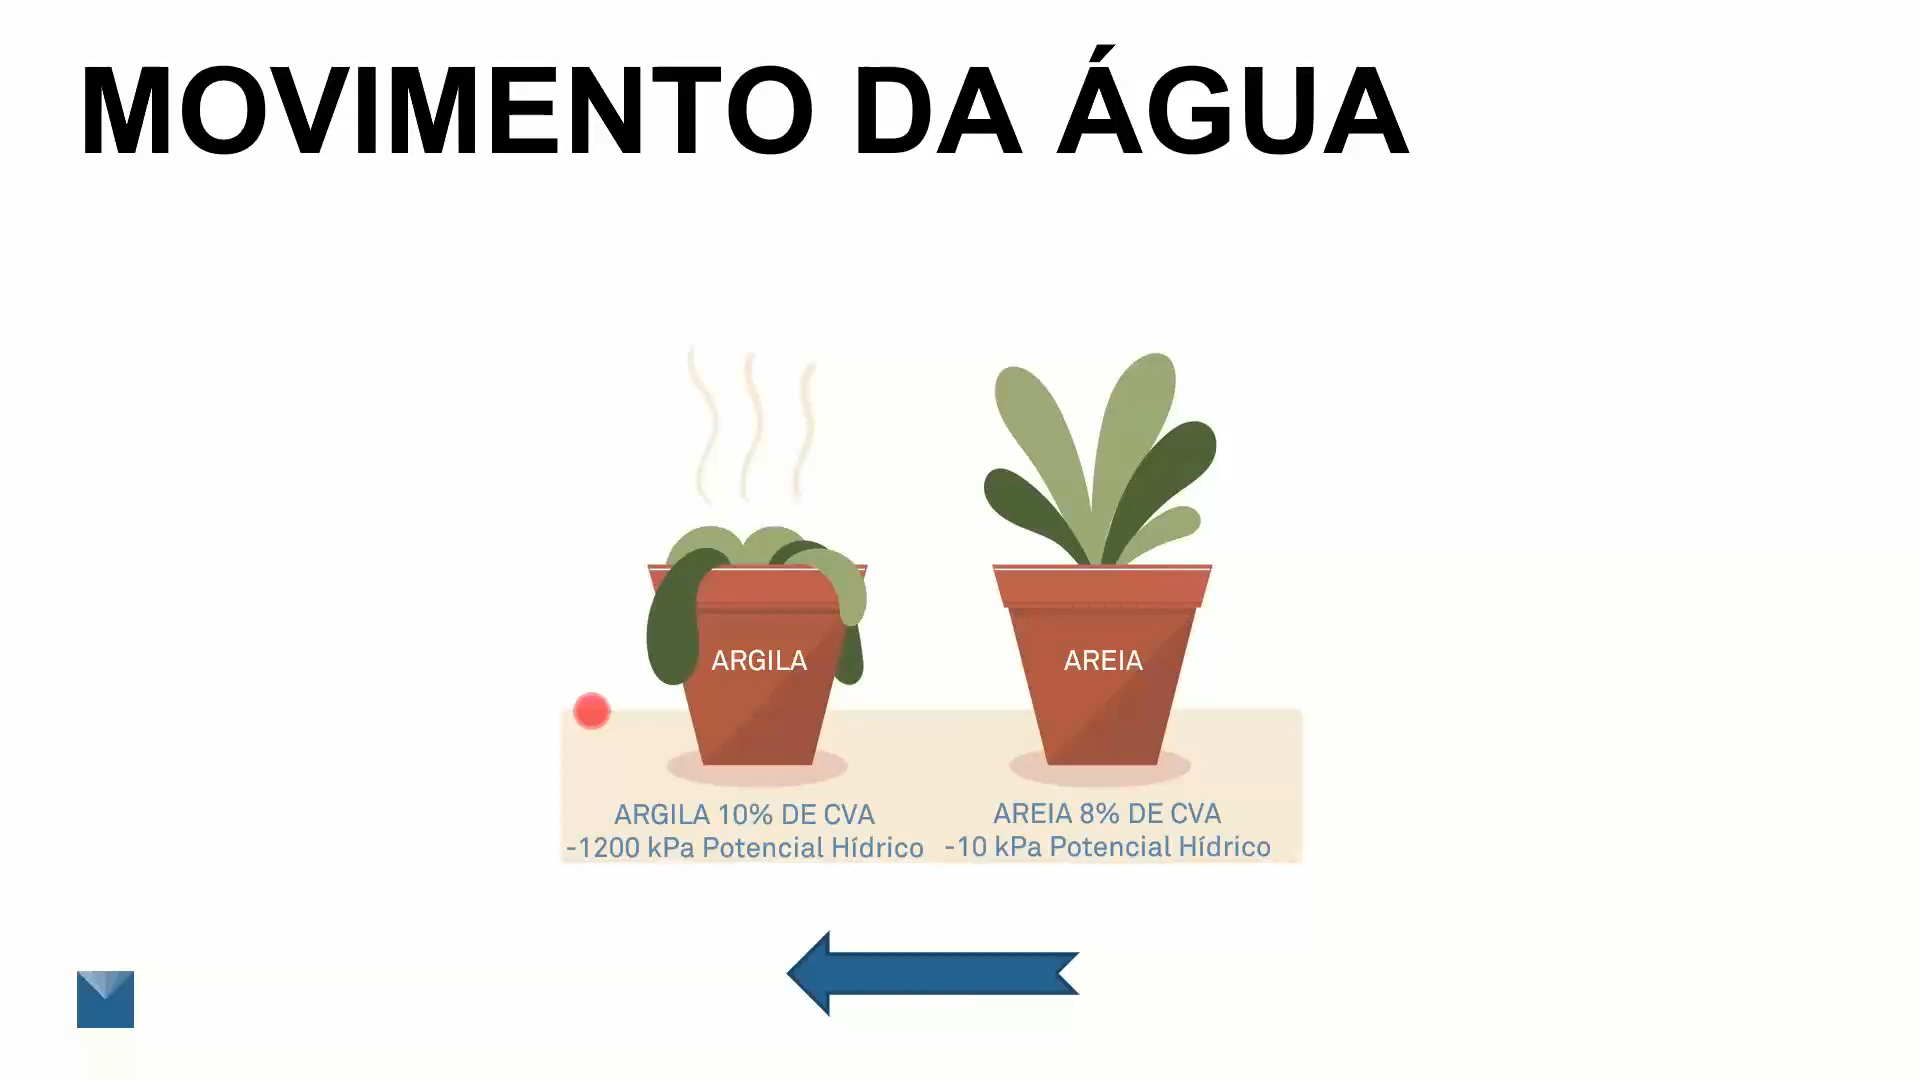 MOVIMENTO DA ÁGUA
ARGILA
AREIA
ARGILA 10% DE CVA
-1200 kPa Potencial Hídrico
AREIA 8% DE CVA
-10 kPa Potencial Hídrico